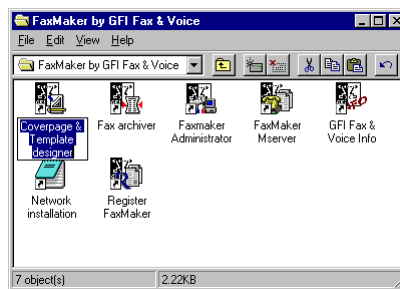 FaxMaker by GFI Fax & Voice
File Edit View Help
FaxMaker by GFI Fax & Voice
Coverpage & Template designer
Fax archiver
Faxmaker Administrator
FaxMaker Mserver
GFI Fax & Voice Info
Network installation
Register FaxMaker
7 object(s) 2.22KB